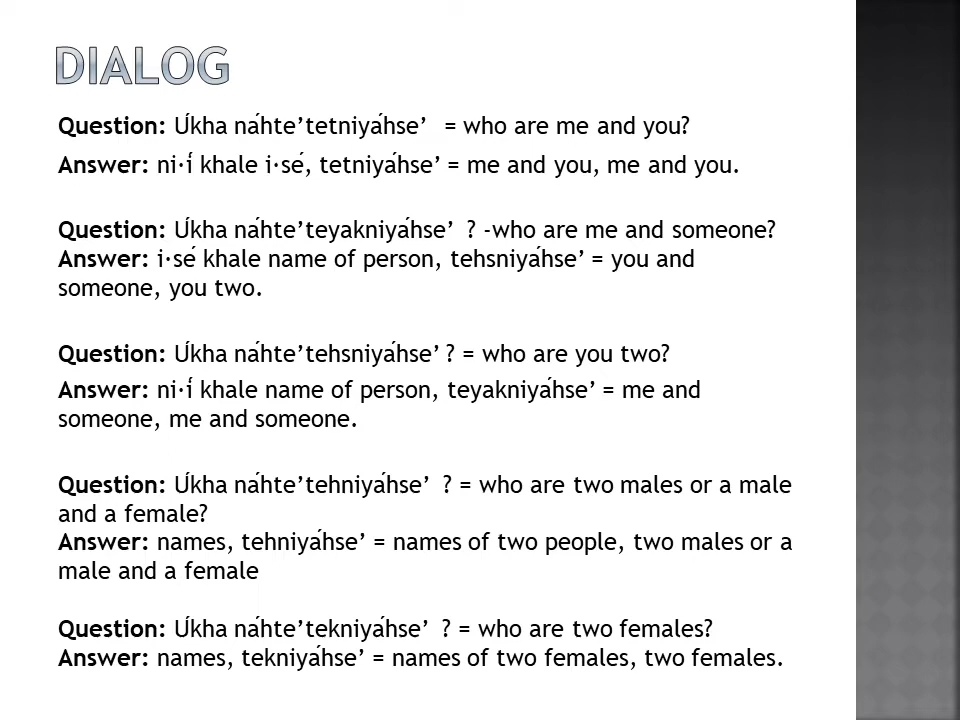 DIALOG
Question: Ú́kha náhte’tetniyáhse’ = who are me and you?
Answer: ni·í khale i·sé, tetniyáhse’ = me and you, me and you.
Question: Úkha náhte’teyakniyáhse’ ? -who are me and someone?
Answer: i·sé khale name of person, tehsniyáhse’ = you and
someone, you two.
Question: Úkha náhte’tehsniyáhse’ ? = who are you two?
Answer: ni·í khale name of person, teyakniyáhse’ = me and
someone, me and someone.
Question: Úkha náhte’tehniyáhse’ ? = who are two males or a male
and a female?
Answer: names, tehniyáhse’ = names of two people, two males or a
male and a female
Question: Úkha náhte’tekniyáhse’ ? = who are two females?
Answer: names, tekniyáhse’ = names of two females, two females.